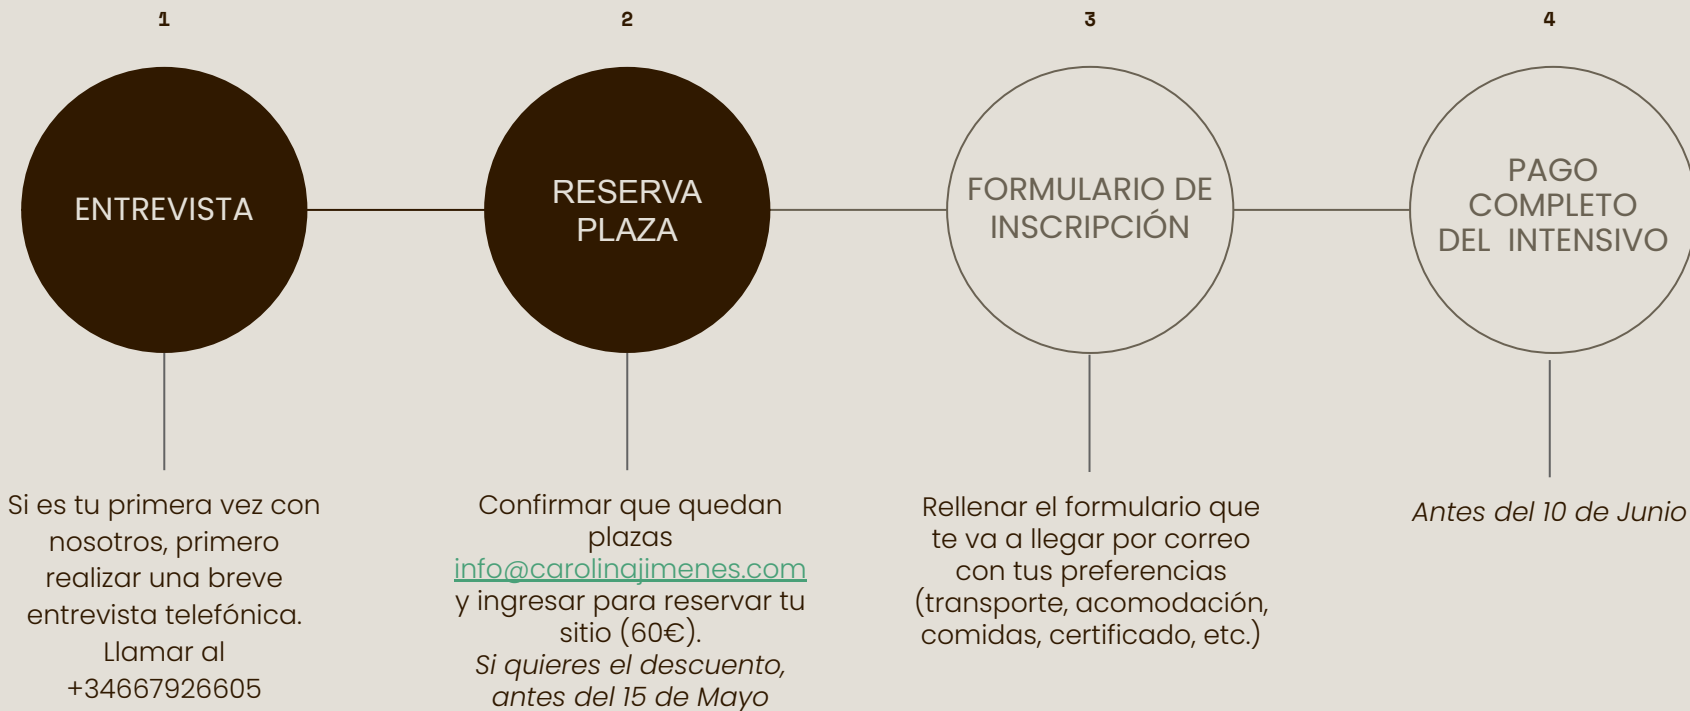 1
ENTREVISTA
Si es tu primera vez con
nosotros, primero
realizar una breve
entrevista telefónica.
Llamar al
+34667926605
2
RESERVA
PLAZA
Confirmar que quedan
plazas
info@carolinajimenes.com
y ingresar para reservar tu
sitio (60€).
Si quieres el descuento,
antes del 15 de Mayo
3
FORMULARIO DE
INSCRIPCIÓN
Rellenar el formulario que
te va a llegar por correo
con tus preferencias
(transporte, acomodación,
comidas, certificado, etc.)
4
PAGO
COMPLETO
DEL  INTENSIVO
Antes del 10 de Junio